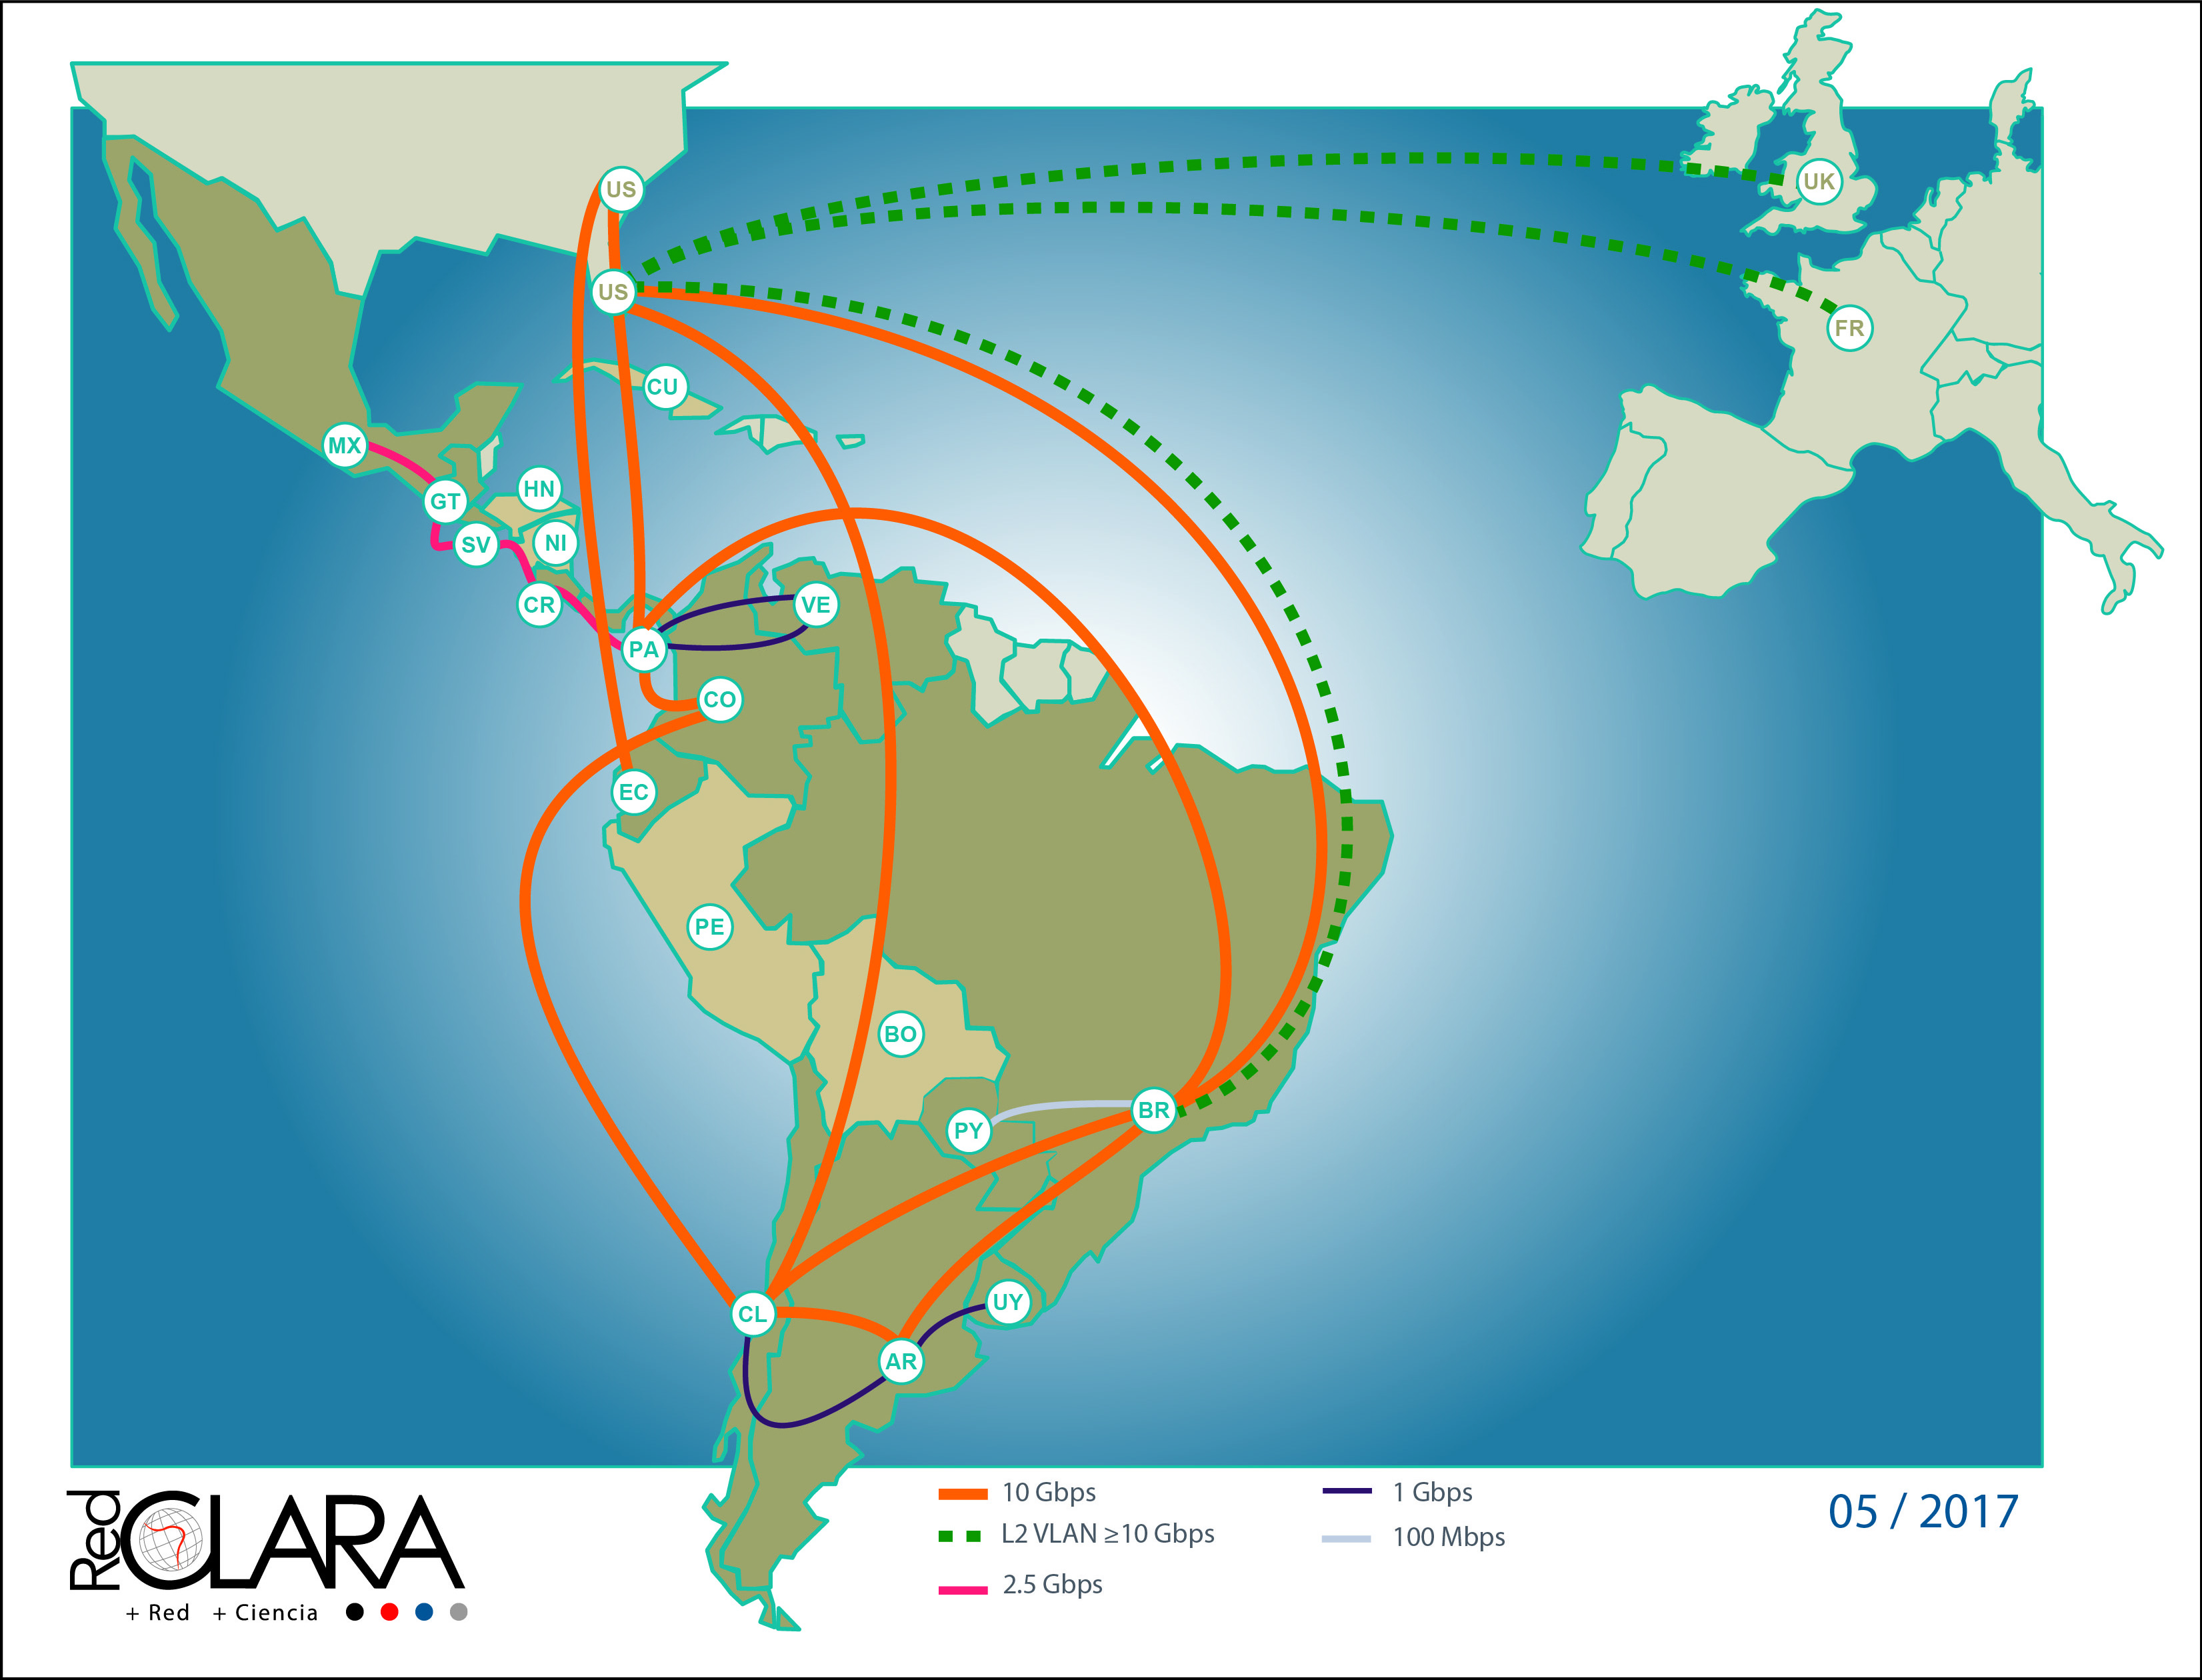 US
UK
US
FR
CU
MX
HN
GT
NI
SV
CR
VE
PA
CO
EC
PE
BO
BR
PY
UY
CL
AR
10 Gbps
L2 VLAN ≥10 Gbps
2.5 Gbps
1 Gbps
100 Mbps
05 / 2017
Red
CLARA
+ Red + Ciencia